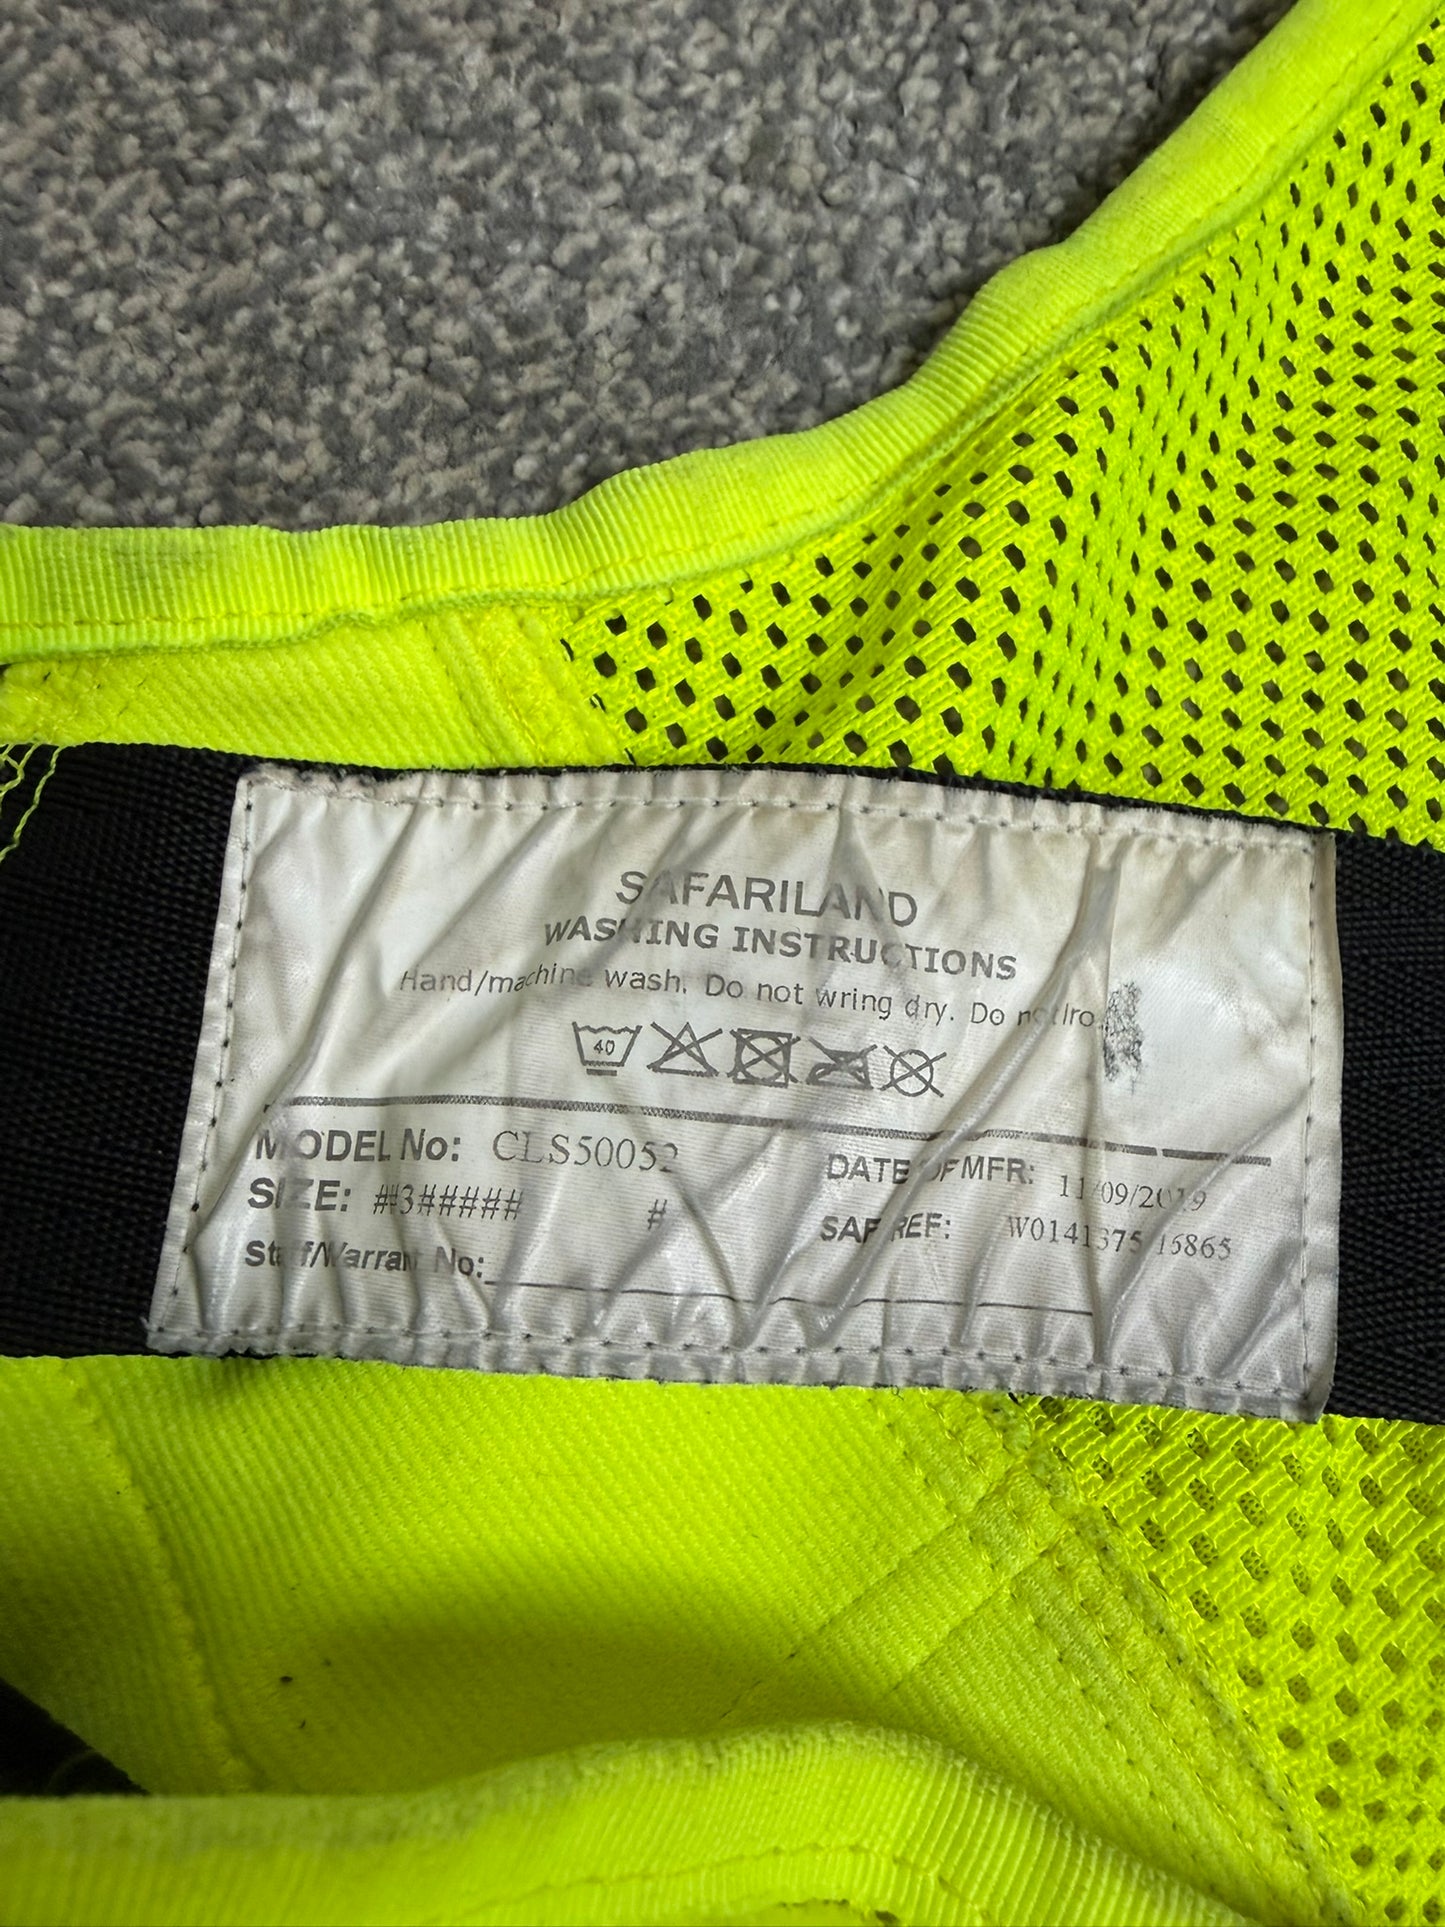 SAFARILAND
WASHING INSTRUCTIONS
Hand/machine wash. Do not wring dry. Do not Iro
40
MODEL No: CLS50052
DATE OF MFR: 11/09/2019
SIZE: ##3##### #
SAF REF: W0141375 16865
Staff/Warrant No: